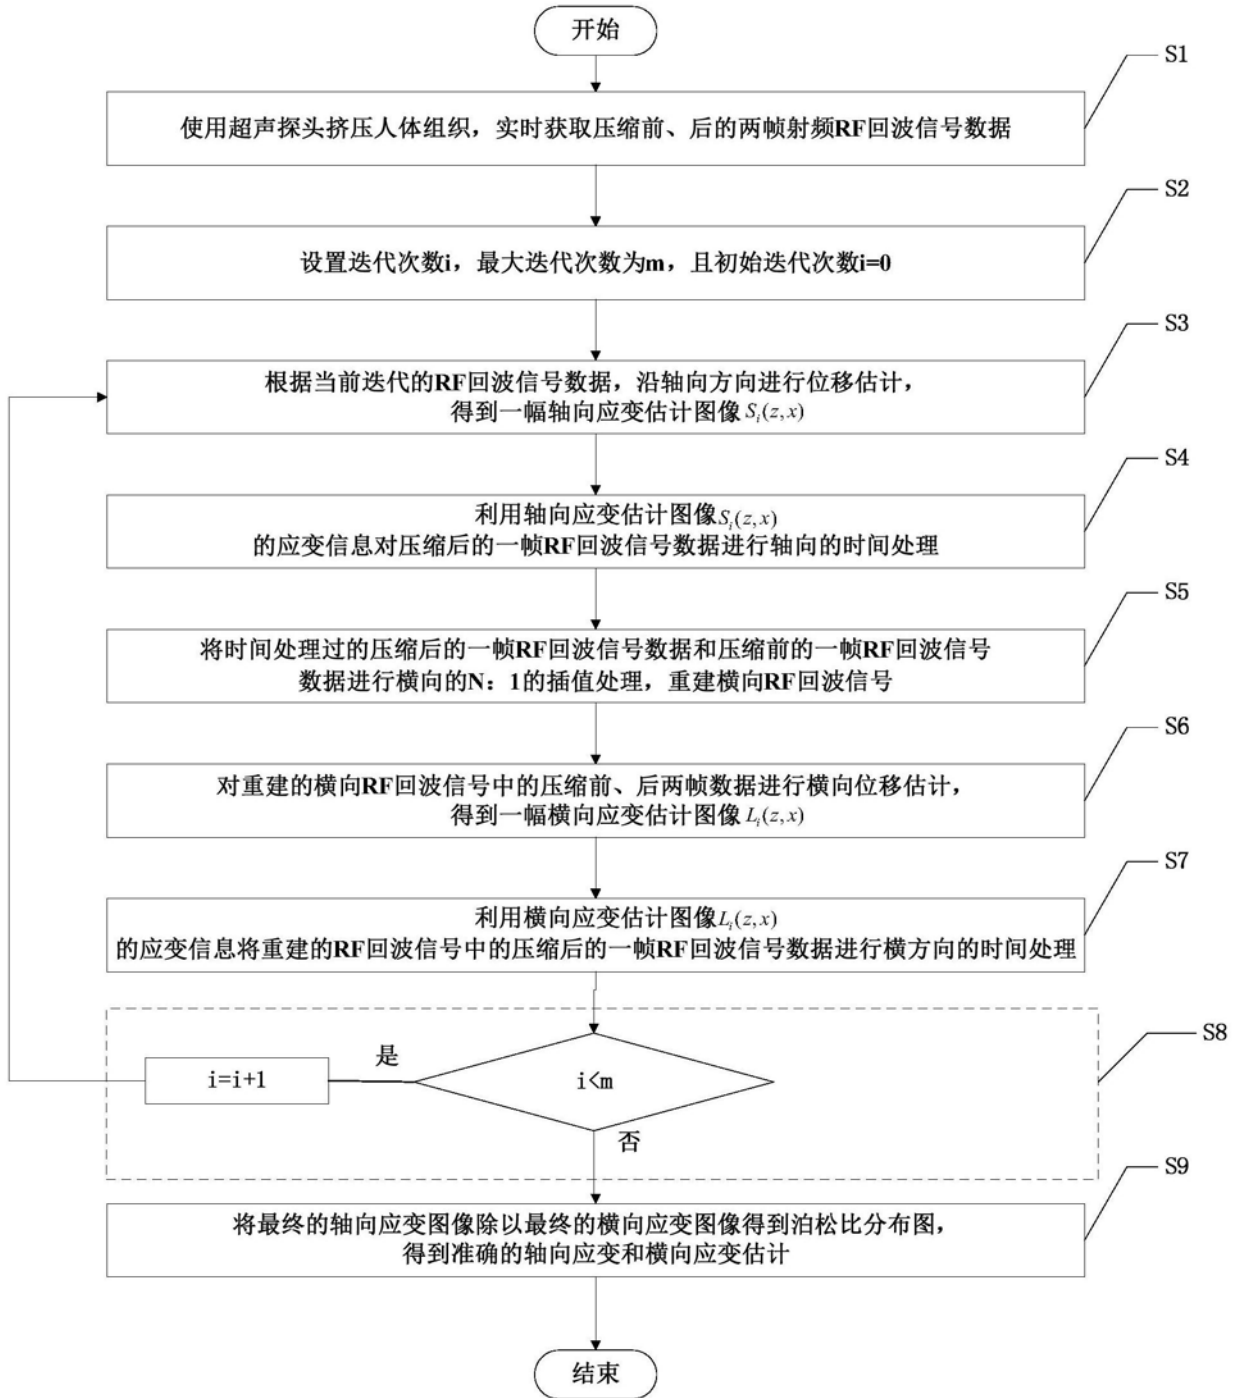 开始
S1
使用超声探头挤压人体组织，实时获取压缩前、后的两帧射频RF回波信号数据
S2
设置迭代次数i，最大迭代次数为m，且初始迭代次数i=0
S3
根据当前迭代的RF回波信号数据，沿轴向方向进行位移估计，
得到一幅轴向应变估计图像 Si(z,x)
S4
利用轴向应变估计图像Si(z,x)
的应变信息对压缩后的一帧RF回波信号数据进行轴向的时间处理
S5
将时间处理过的压缩后的一帧RF回波信号数据和压缩前的一帧RF回波信号
数据进行横向的N：1的插值处理，重建横向RF回波信号
S6
对重建的横向RF回波信号中的压缩前、后两帧数据进行横向位移估计，
得到一幅横向应变估计图像 Li(z,x)
S7
利用横向应变估计图像Li(z,x)
的应变信息将重建的RF回波信号中的压缩后的一帧RF回波信号数据进行横方向的时间处理
S8
是
i=i+1
i<m
否
S9
将最终的轴向应变图像除以最终的横向应变图像得到泊松比分布图，
得到准确的轴向应变和横向应变估计
结束